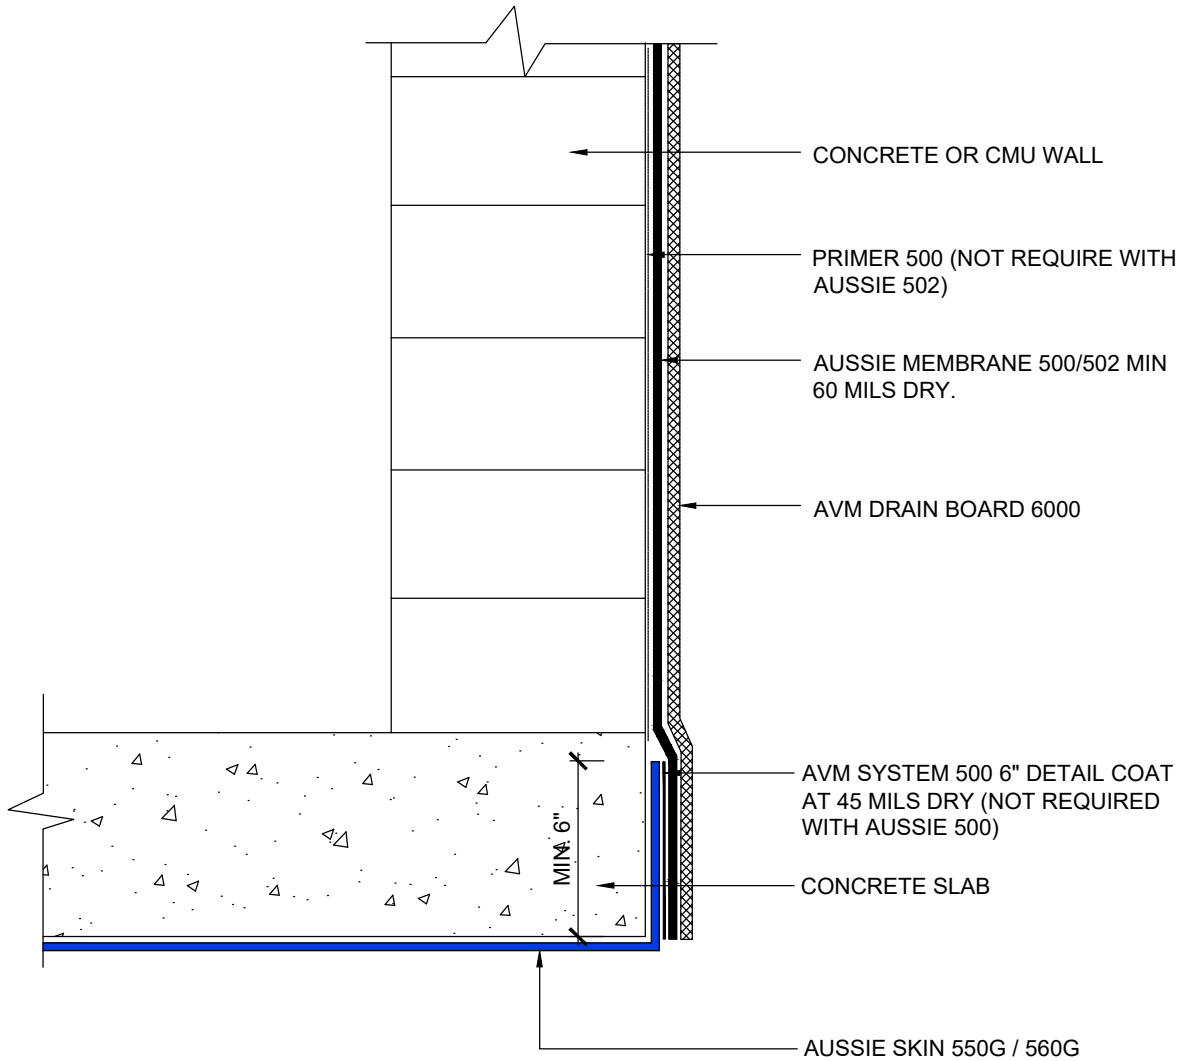 CONCRETE OR CMU WALL
PRIMER 500 (NOT REQUIRE WITH
AUSSIE 502)
AUSSIE MEMBRANE 500/502 MIN
60 MILS DRY.
AVM DRAIN BOARD 6000
AVM SYSTEM 500 6" DETAIL COAT
AT 45 MILS DRY (NOT REQUIRED
WITH AUSSIE 500)
MIN. 6"
CONCRETE SLAB
AUSSIE SKIN 550G / 560G